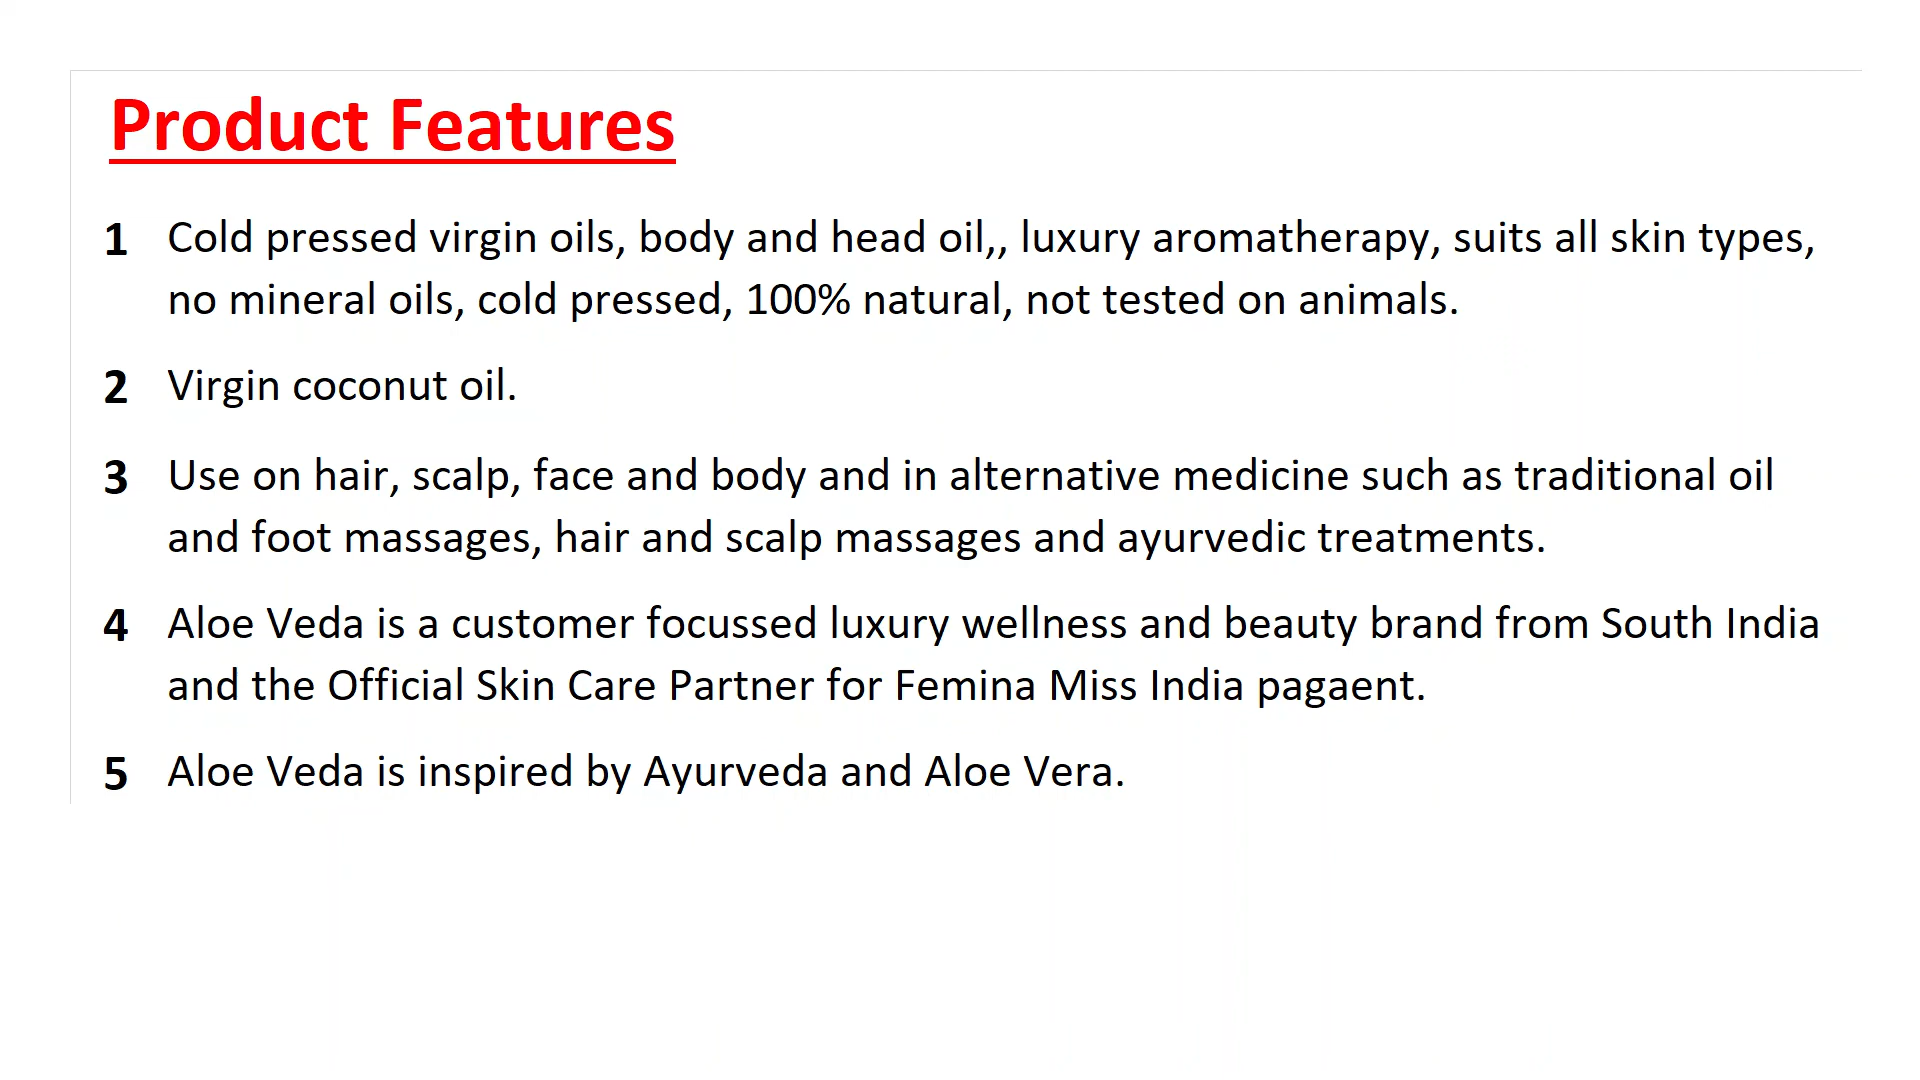 Product Features
1 Cold pressed virgin oils, body and head oil,, luxury aromatherapy, suits all skin types,
no mineral oils, cold pressed, 100% natural, not tested on animals.
2 Virgin coconut oil.
3 Use on hair, scalp, face and body and in alternative medicine such as traditional oil
and foot massages, hair and scalp massages and ayurvedic treatments.
4 Aloe Veda is a customer focussed luxury wellness and beauty brand from South India
and the Official Skin Care Partner for Femina Miss India pagaent.
5 Aloe Veda is inspired by Ayurveda and Aloe Vera.